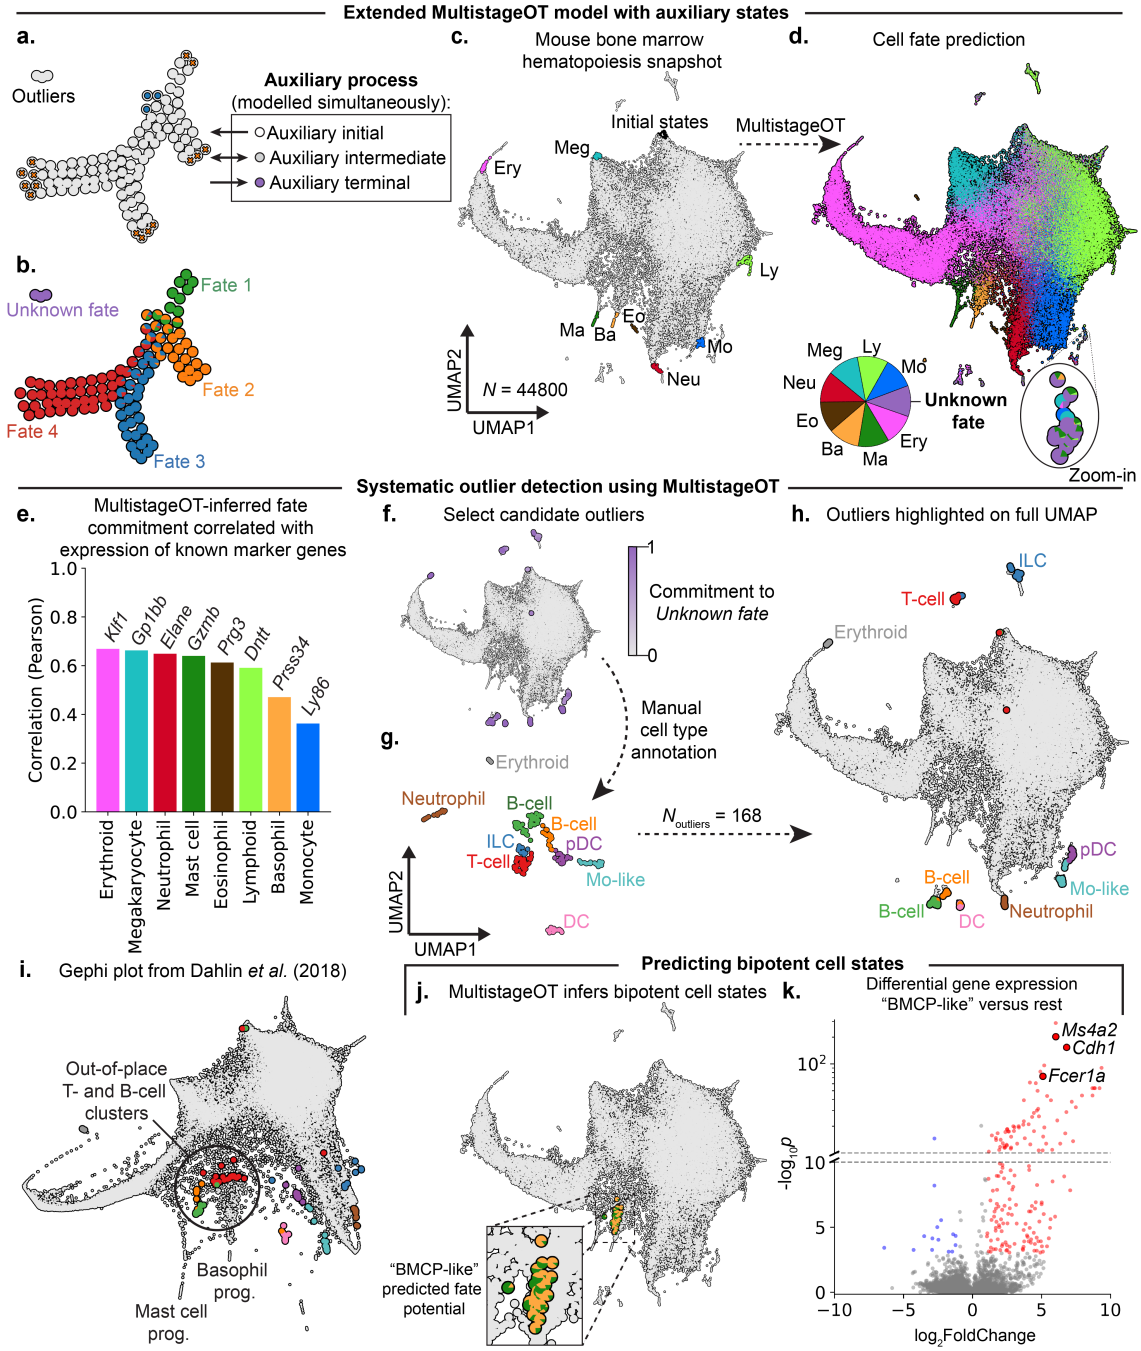 Extended MultistageOT model with auxiliary states
a.
Outliers
Auxiliary process
(modelled simultaneously):
Auxiliary initial
Auxiliary intermediate
Auxiliary terminal
b.
Unknown fate
Fate 1
Fate 2
Fate 3
Fate 4
c.
Mouse bone marrow
hematopoiesis snapshot
Initial states
Meg
Ery
Ly
Ma
Ba
Eo
Mo
Neu
UMAP2
N = 44800
UMAP1
MultistageOT
d.
Cell fate prediction
Meg
Ly
Mo
Neu
Unknown
fate
Eo
Ery
Ba
Ma
Zoom-in
Systematic outlier detection using MultistageOT
e.
MultistageOT-inferred fate
commitment correlated with
expression of known marker genes
Correlation (Pearson)
1.0
0.8
0.6
0.4
0.2
0.0
Klf1
Gp1bb
Elane
Gzmb
Prg3
Dntt
Prss34
Ly86
Erythroid
Megakaryocyte
Neutrophil
Mast cell
Eosinophil
Lymphoid
Basophil
Monocyte
f.
Select candidate outliers
1
Commitment to
Unknown fate
0
Manual
cell type
annotation
g.
Erythroid
Neutrophil
B-cell
B-cell
ILC
pDC
T-cell
Mo-like
DC
UMAP2
UMAP1
Noutliers = 168
h.
Outliers highlighted on full UMAP
ILC
T-cell
Erythroid
pDC
Mo-like
B-cell
B-cell
DC
Neutrophil
i.
Gephi plot from Dahlin et al. (2018)
Out-of-place
T- and B-cell
clusters
Basophil
prog.
Mast cell
prog.
Predicting bipotent cell states
j.
MultistageOT infers bipotent cell states
“BMCP-like”
predicted fate
potential
k.
Differential gene expression
“BMCP-like” versus rest
Ms4a2
Cdh1
Fcer1a
-log10p
10²
10
5
0
−10
−5
0
5
10
log2FoldChange